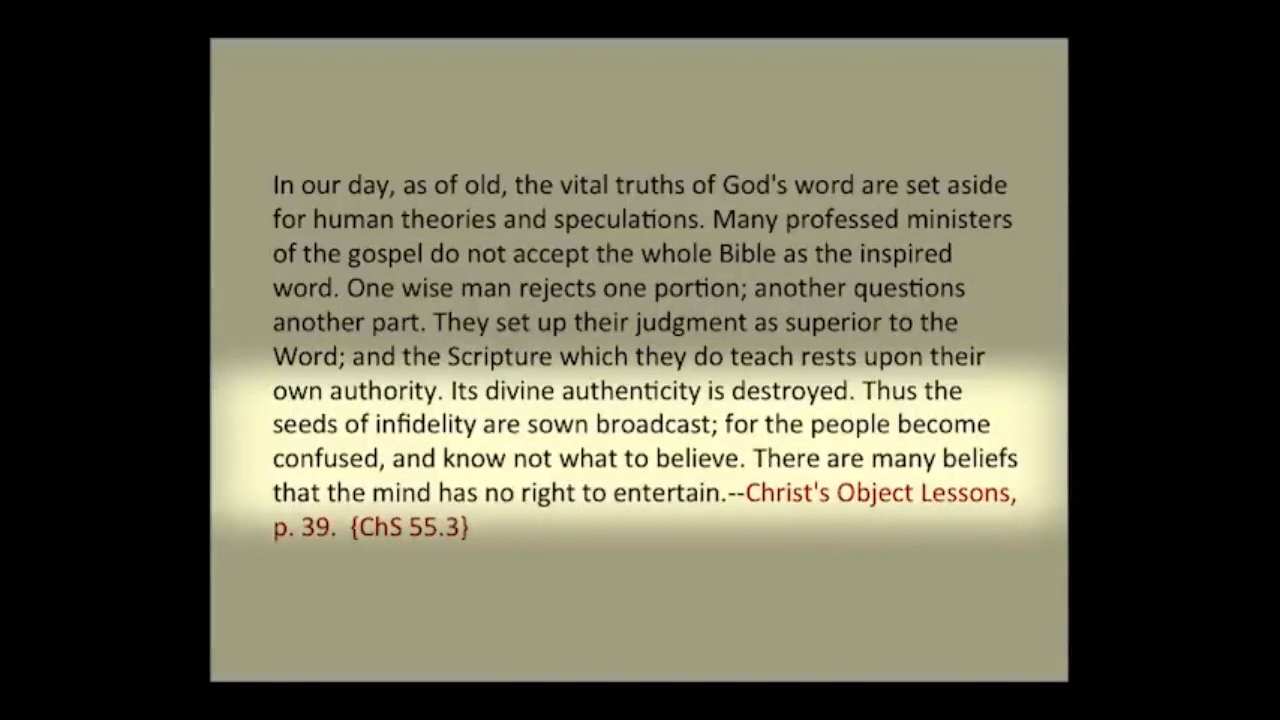 In our day, as of old, the vital truths of God's word are set aside
for human theories and speculations. Many professed ministers
of the gospel do not accept the whole Bible as the inspired
word. One wise man rejects one portion; another questions
another part. They set up their judgment as superior to the
Word; and the Scripture which they do teach rests upon their
own authority. Its divine authenticity is destroyed. Thus the
seeds of infidelity are sown broadcast; for the people become
confused, and know not what to believe. There are many beliefs
that the mind has no right to entertain.--Christ's Object Lessons,
p. 39.  {ChS 55.3}